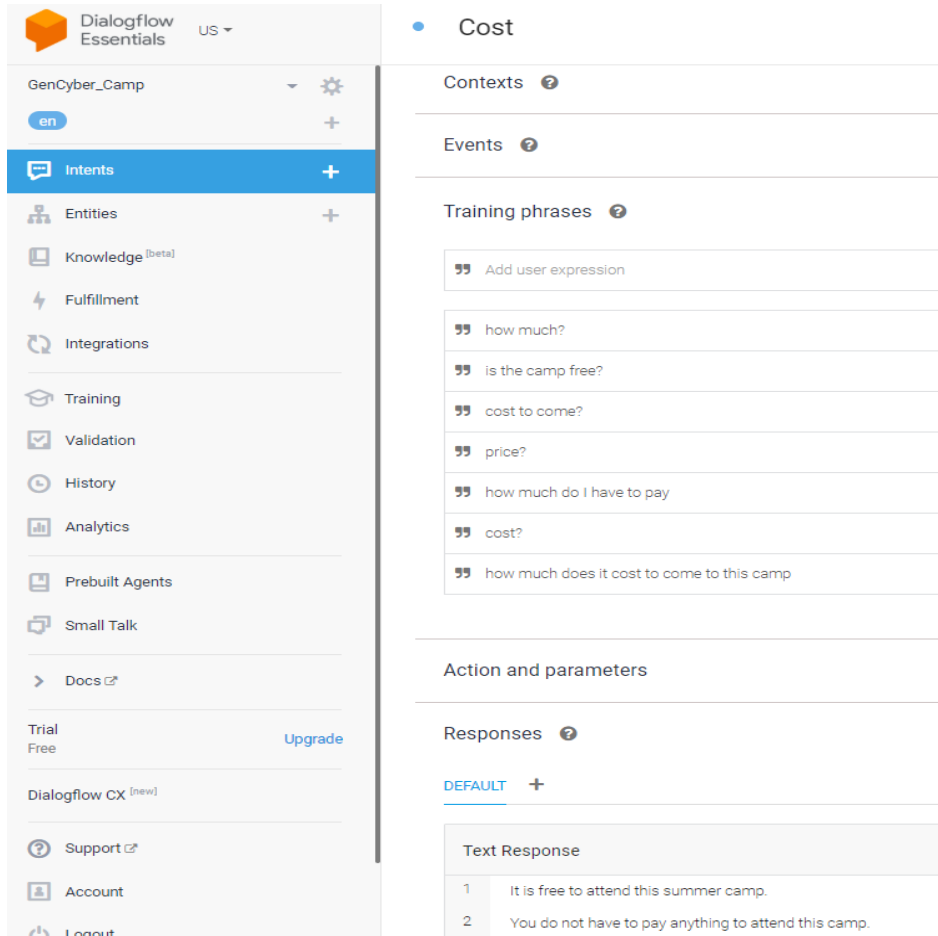 Dialogflow
Essentials
US
GenCyber_Camp
en
Intents
Entities
Knowledge [beta]
Fulfillment
Integrations
Training
Validation
History
Analytics
Prebuilt Agents
Small Talk
Docs
Trial
Free
Upgrade
Dialogflow CX [new]
Support
Account
Logout
Cost
Contexts
Events
Training phrases
Add user expression
how much?
is the camp free?
cost to come?
price?
how much do I have to pay
cost?
how much does it cost to come to this camp
Action and parameters
Responses
DEFAULT
Text Response
1 It is free to attend this summer camp.
2 You do not have to pay anything to attend this camp.